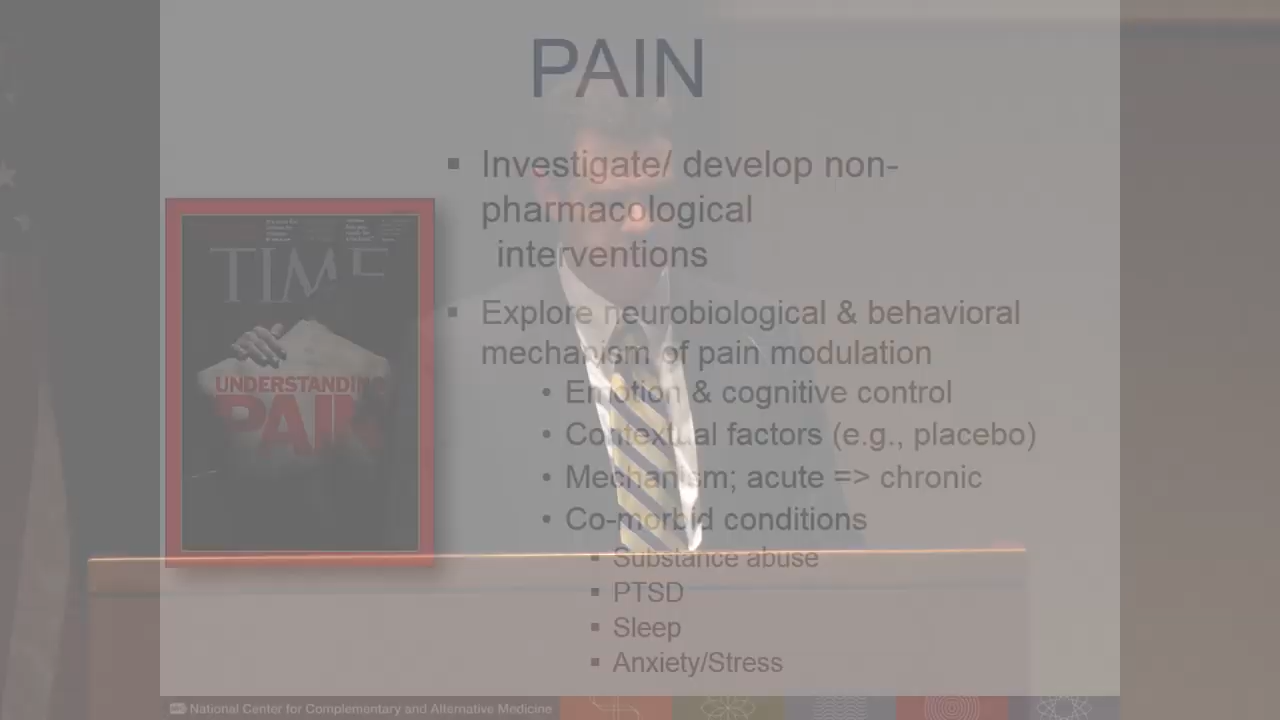 PAIN
Investigate/ develop non-
pharmacological
interventions
TIME
UNDERSTANDING
PAIN
Explore neurobiological & behavioral
mechanism of pain modulation
Emotion & cognitive control
Contextual factors (e.g., placebo)
Mechanism; acute => chronic
Co-morbid conditions
Substance abuse
PTSD
Sleep
Anxiety/Stress
National Center for Complementary and Alternative Medicine